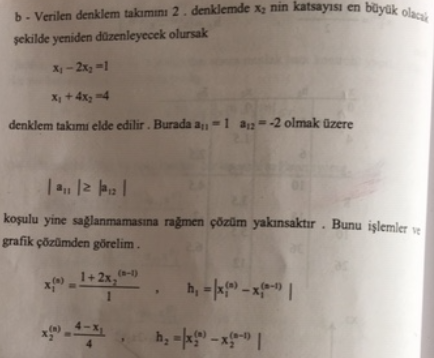 b - Verilen denklem takımını 2 . denklemde x₂ nin katsayısı en büyük olacak
şekilde yeniden düzenleyecek olursak
x₁ – 2x₂ =1
x₁ + 4x₂ =4
denklem takımı elde edilir . Burada a₁₁ = 1 a₁₂ = -2 olmak üzere
| a₁₁ | ≥ |a₁₂ |
koşulu yine sağlanmamasına rağmen çözüm yakınsaktır . Bunu işlemler ve
grafik çözümden görelim .
x₁⁽ⁿ⁾ = (1 + 2x₂⁽ⁿ⁻¹⁾)/1 , h₁ = |x₁⁽ⁿ⁾ – x₁⁽ⁿ⁻¹⁾ |
x₂⁽ⁿ⁾ = (4 – x₁)/4 , h₂ = |x₂⁽ⁿ⁾ – x₂⁽ⁿ⁻¹⁾ |